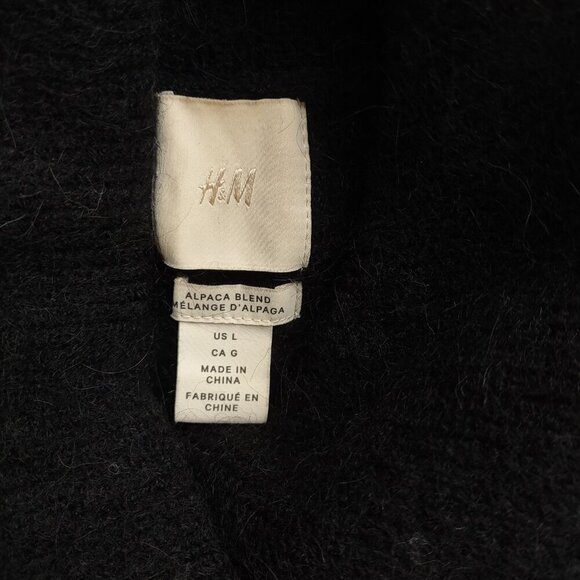 H&M
ALPACA BLEND
MÉLANGE D'ALPAGA
US L
CA G
MADE IN
CHINA
FABRIQUÉ EN
CHINE